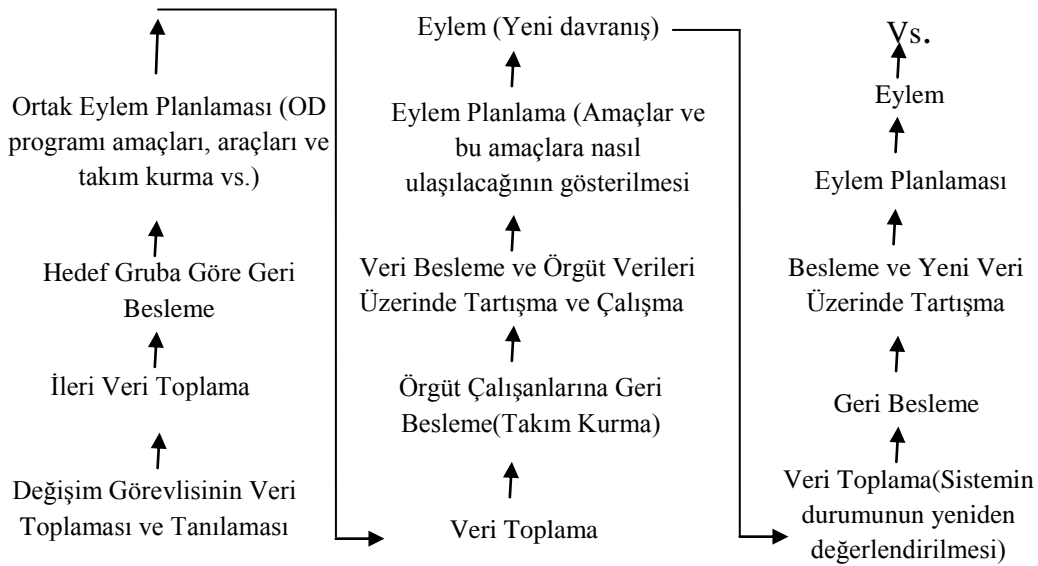 Ortak Eylem Planlaması (OD
programı amaçları, araçları ve
takım kurma vs.)
Hedef Gruba Göre Geri
Besleme
İleri Veri Toplama
Değişim Görevlisinin Veri
Toplaması ve Tanılaması
Eylem (Yeni davranış)
Eylem Planlama (Amaçlar ve
bu amaçlara nasıl
ulaşılacağının gösterilmesi
Veri Besleme ve Örgüt Verileri
Üzerinde Tartışma ve Çalışma
Örgüt Çalışanlarına Geri
Besleme(Takım Kurma)
Veri Toplama
Vs.
Eylem
Eylem Planlaması
Besleme ve Yeni Veri
Üzerinde Tartışma
Geri Besleme
Veri Toplama(Sistemin
durumunun yeniden
değerlendirilmesi)